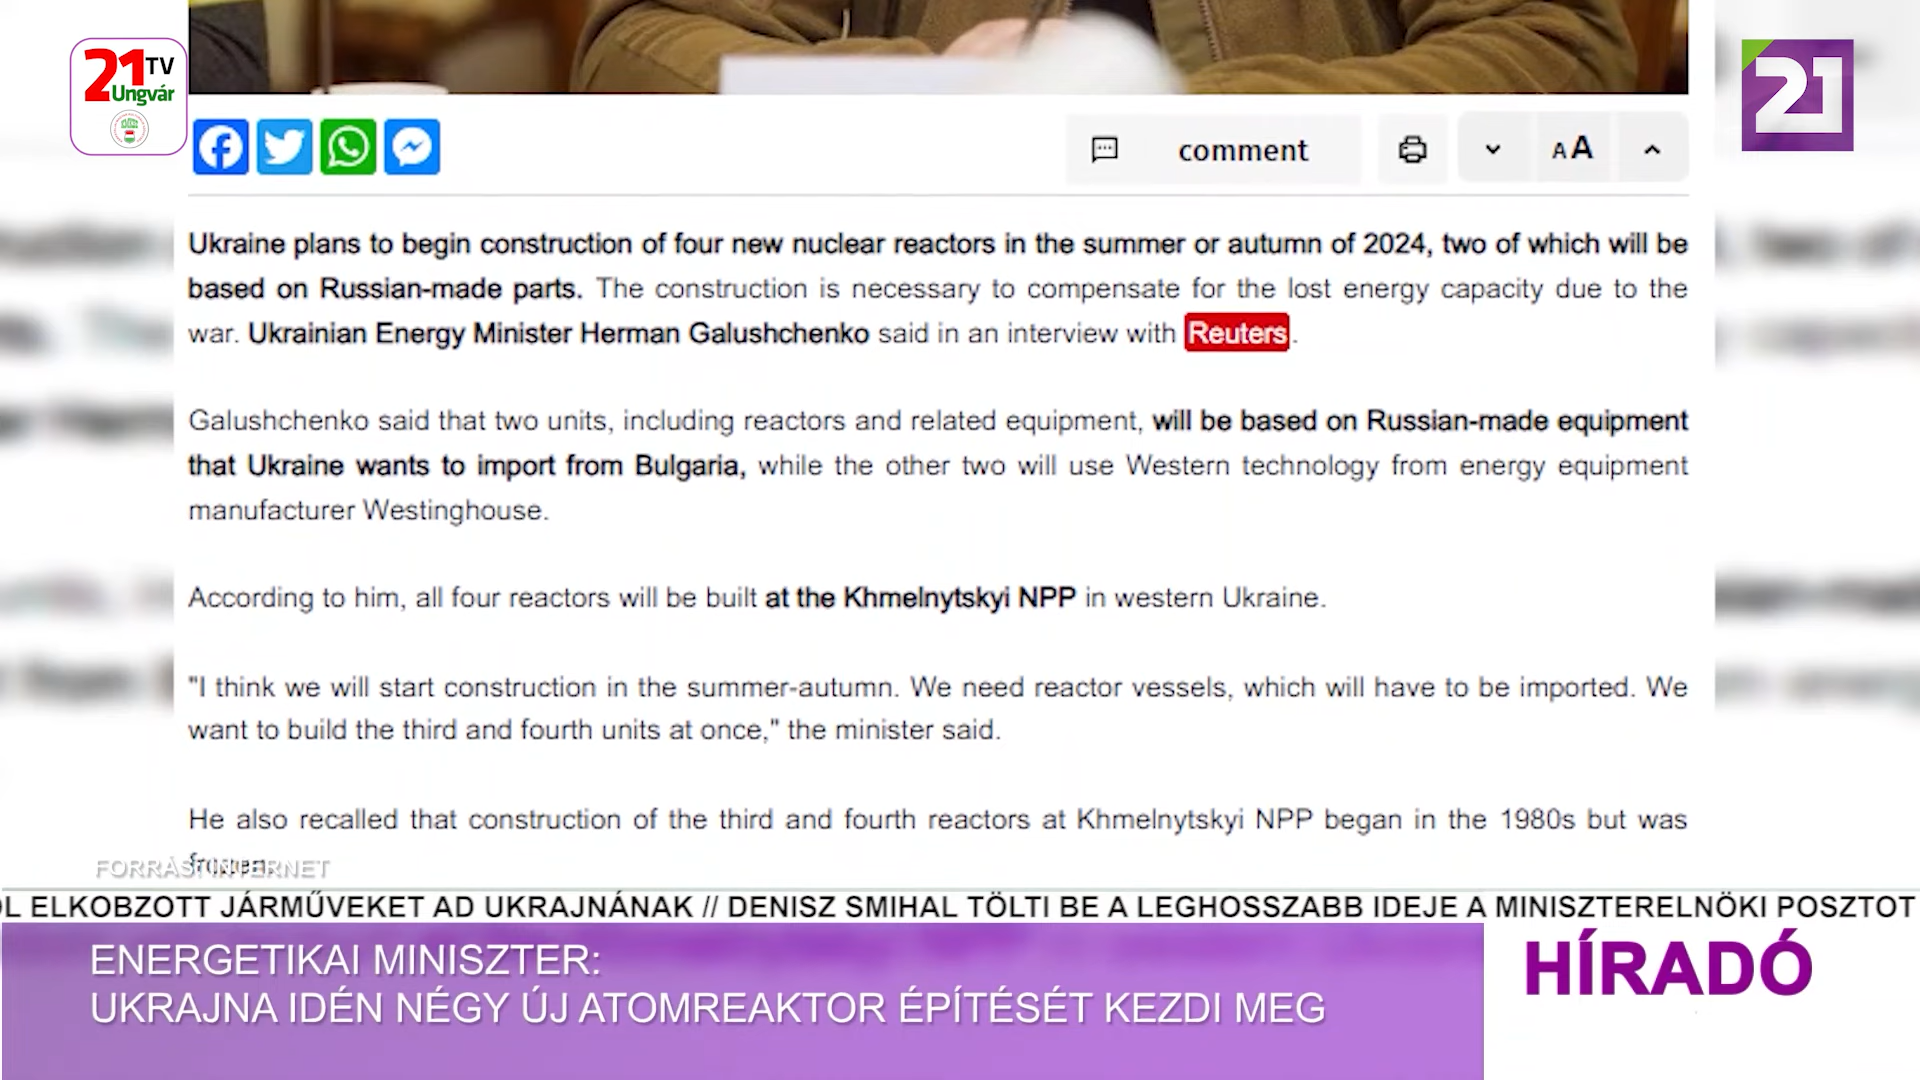 21 TV
Ungvár
21
comment
AA
Ukraine plans to begin construction of four new nuclear reactors in the summer or autumn of 2024, two of which will be
based on Russian-made parts. The construction is necessary to compensate for the lost energy capacity due to the
war. Ukrainian Energy Minister Herman Galushchenko said in an interview with Reuters.
Galushchenko said that two units, including reactors and related equipment, will be based on Russian-made equipment
that Ukraine wants to import from Bulgaria, while the other two will use Western technology from energy equipment
manufacturer Westinghouse.
According to him, all four reactors will be built at the Khmelnytskyi NPP in western Ukraine.
"I think we will start construction in the summer-autumn. We need reactor vessels, which will have to be imported. We
want to build the third and fourth units at once," the minister said.
He also recalled that construction of the third and fourth reactors at Khmelnytskyi NPP began in the 1980s but was
frozen.
FORRÁS: INTERNET
ELKOBZOTT JÁRMŰVEKET AD UKRAJNÁNAK // DENISZ SMIHAL TÖLTI BE A LEGHOSSZABB IDEJE A MINISZTERELNÖKI POSZTOT
ENERGETIKAI MINISZTER:
UKRAJNA IDÉN NÉGY ÚJ ATOMREAKTOR ÉPÍTÉSÉT KEZDI MEG
HÍRADÓ